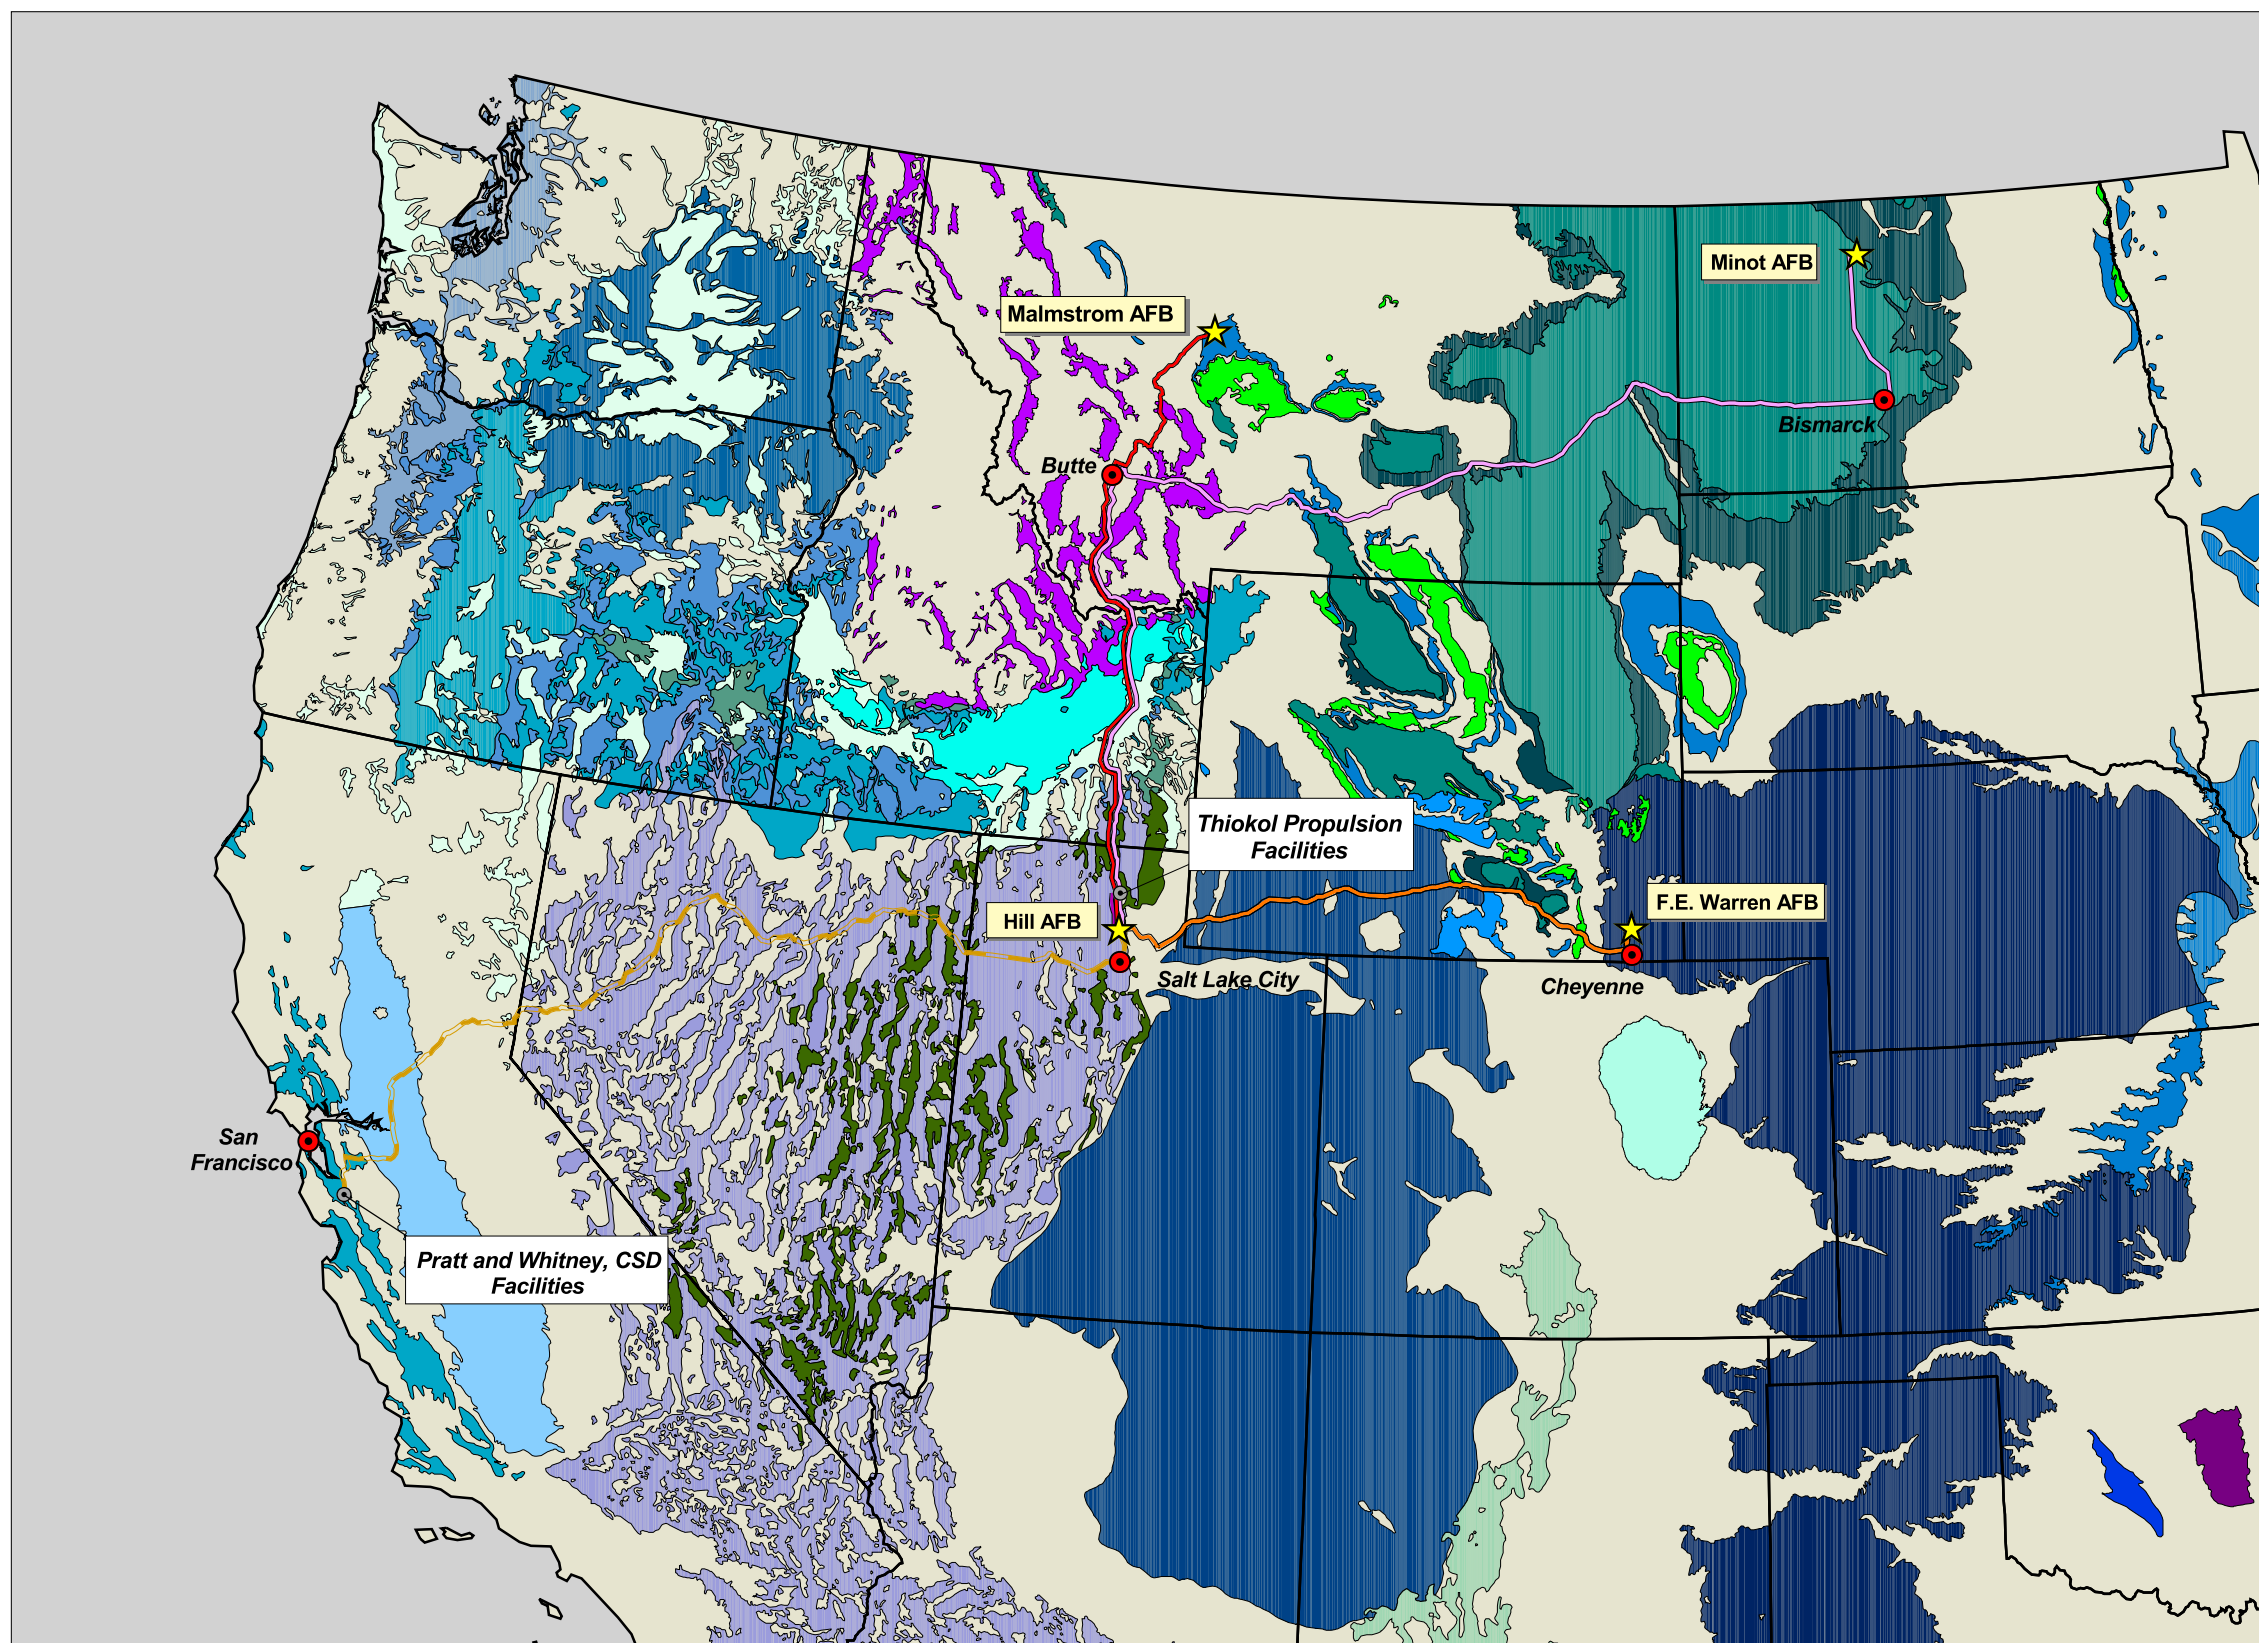 Minot AFB
Malmstrom AFB
Bismarck
Butte
Thiokol Propulsion
Facilities
F.E. Warren AFB
Hill AFB
Salt Lake City
Cheyenne
San
Francisco
Pratt and Whitney, CSD
Facilities